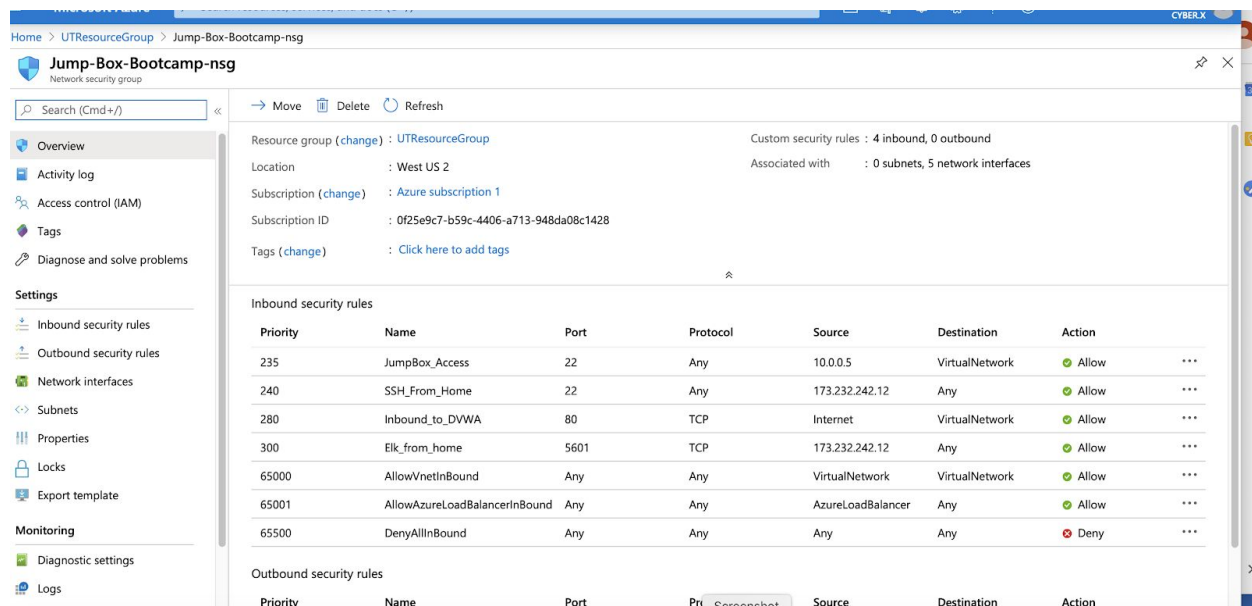 CYBER.X
Home > UTResourceGroup > Jump-Box-Bootcamp-nsg
Jump-Box-Bootcamp-nsg
Network security group
Search (Cmd+/)
Overview
Activity log
Access control (IAM)
Tags
Diagnose and solve problems
Settings
Inbound security rules
Outbound security rules
Network interfaces
Subnets
Properties
Locks
Export template
Monitoring
Diagnostic settings
Logs
Move Delete Refresh
Resource group (change) : UTResourceGroup
Location : West US 2
Subscription (change) : Azure subscription 1
Subscription ID : 0f25e9c7-b59c-4406-a713-948da08c1428
Tags (change) : Click here to add tags
Custom security rules : 4 inbound, 0 outbound
Associated with : 0 subnets, 5 network interfaces
Inbound security rules
Priority Name Port Protocol Source Destination Action
235 JumpBox_Access 22 Any 10.0.0.5 VirtualNetwork Allow
240 SSH_From_Home 22 Any 173.232.242.12 Any Allow
280 Inbound_to_DVWA 80 TCP Internet VirtualNetwork Allow
300 Elk_from_home 5601 TCP 173.232.242.12 Any Allow
65000 AllowVnetInBound Any Any VirtualNetwork VirtualNetwork Allow
65001 AllowAzureLoadBalancerInBound Any Any AzureLoadBalancer Any Allow
65500 DenyAllInBound Any Any Any Any Deny
Outbound security rules
Priority Name Port Source Destination Action